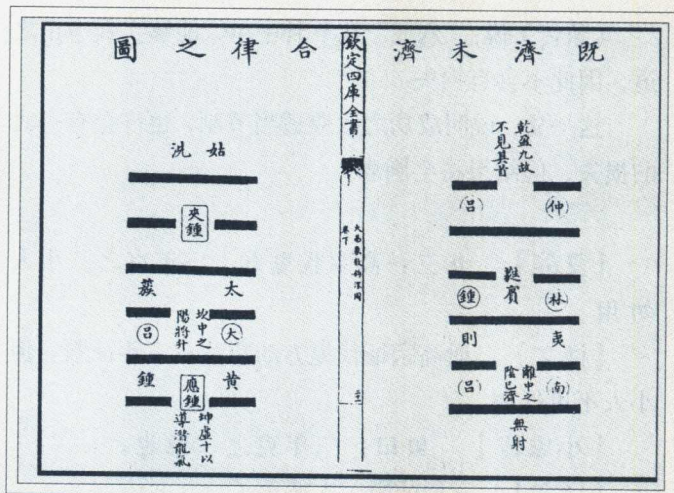 既濟未濟
乾盈九故
不見其首
仲呂
蕤賓
林鍾
夷則
離中之
陰已濟
南呂
無射
欽定四庫全書
大易象數鉤深圖
卷下
合律之圖
姑洗
夾鍾
太蔟
坎中之
陽將升
大呂
黃鍾
應鍾
坤虛十以
導潛龍氣